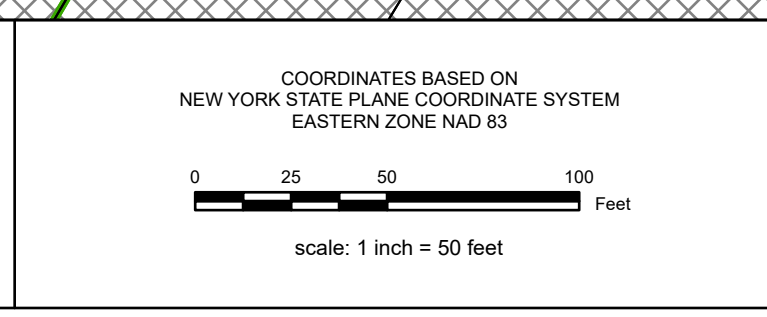 COORDINATES BASED ON
NEW YORK STATE PLANE COORDINATE SYSTEM
EASTERN ZONE NAD 83
0 25 50 100
Feet
scale: 1 inch = 50 feet